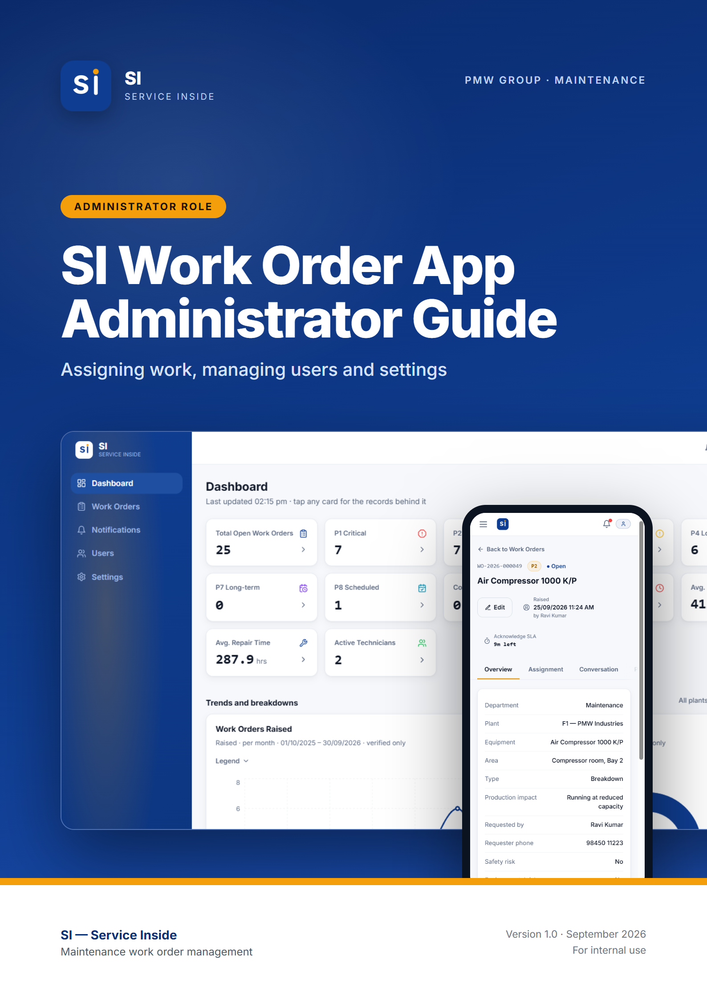 si
SI
SERVICE INSIDE
PMW GROUP · MAINTENANCE
ADMINISTRATOR ROLE
SI Work Order App
Administrator Guide
Assigning work, managing users and settings
si
SI
SERVICE INSIDE
Dashboard
Work Orders
Notifications
Users
Settings
Dashboard
Last updated 02:15 pm · tap any card for the records behind it
Total Open Work Orders
25
P1 Critical
7
P2
7
P4
6
P7 Long-term
0
P8 Scheduled
1
0
Avg.
Avg. Repair Time
287.9 hrs
Active Technicians
2
Trends and breakdowns
All plants
Work Orders Raised
Raised · per month · 01/10/2025 – 30/09/2026 · verified only
only
Legend
8
6
si
Back to Work Orders
WO-2026-000049 P2 • Open
Air Compressor 1000 K/P
Edit
Raised
25/09/2026 11:24 AM
by Ravi Kumar
Acknowledge SLA
9m left
Overview Assignment Conversation
Department Maintenance
Plant F1 — PMW Industries
Equipment Air Compressor 1000 K/P
Area Compressor room, Bay 2
Type Breakdown
Production impact Running at reduced
capacity
Requested by Ravi Kumar
Requester phone 98450 11223
Safety risk No
SI — Service Inside
Maintenance work order management
Version 1.0 · September 2026
For internal use